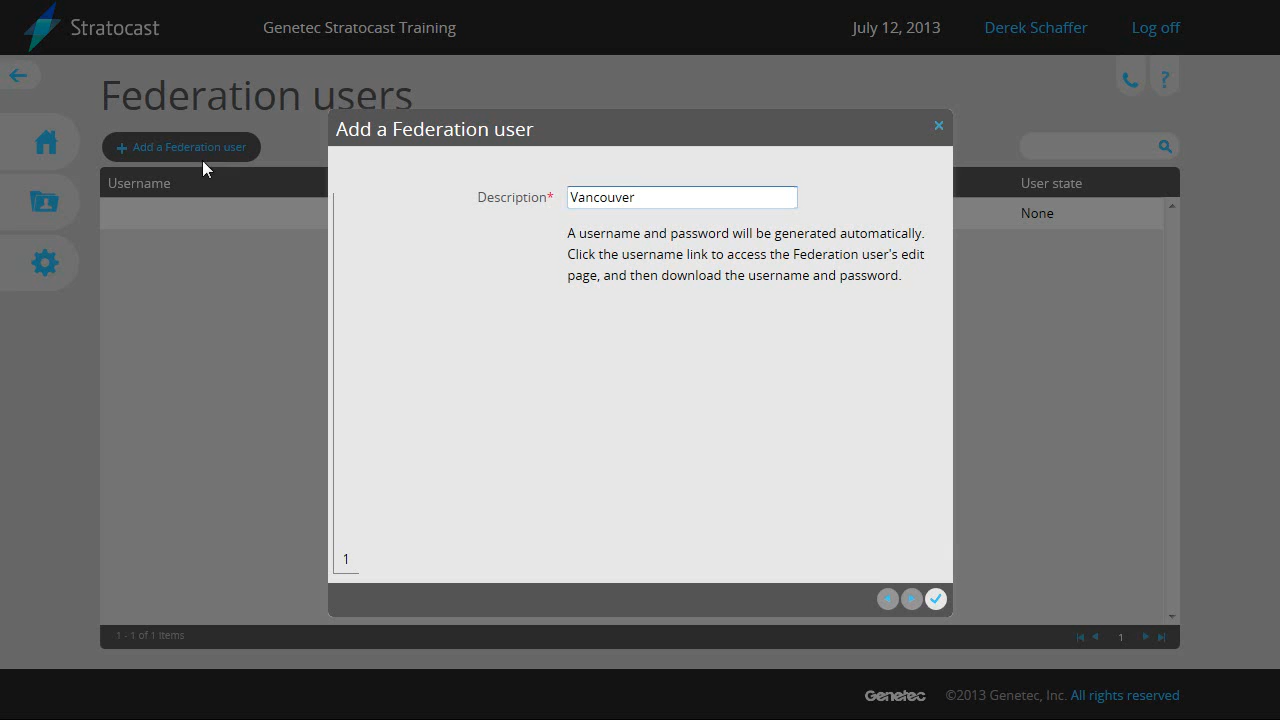 Stratocast
Genetec Stratocast Training
July 12, 2013
Derek Schaffer
Log off
Federation users
?
Add a Federation user
Add a Federation user
×
Username
User state
None
Description*
Vancouver
A username and password will be generated automatically.
Click the username link to access the Federation user's edit
page, and then download the username and password.
1
1 - 1 of 1 items
1
Genetec
©2013 Genetec, Inc. All rights reserved